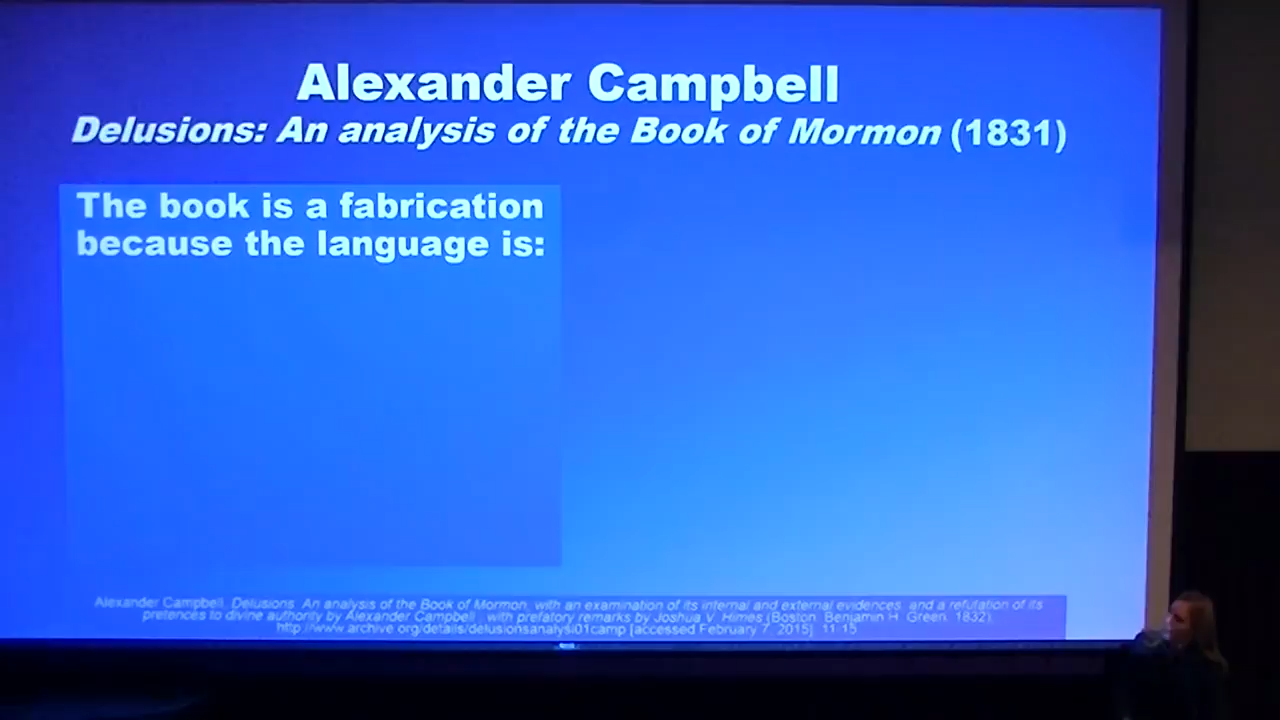 Alexander Campbell
Delusions: An analysis of the Book of Mormon (1831)
The book is a fabrication
because the language is:
Alexander Campbell, Delusions. An analysis of the Book of Mormon, with an examination of its internal and external evidences, and a refutation of its
pretences to divine authority by Alexander Campbell, with prefatory remarks by Joshua V. Himes (Boston: Benjamin H. Green, 1832),
http://www.archive.org/details/delusionsanalysi01camp [accessed February 7, 2015], 11-15